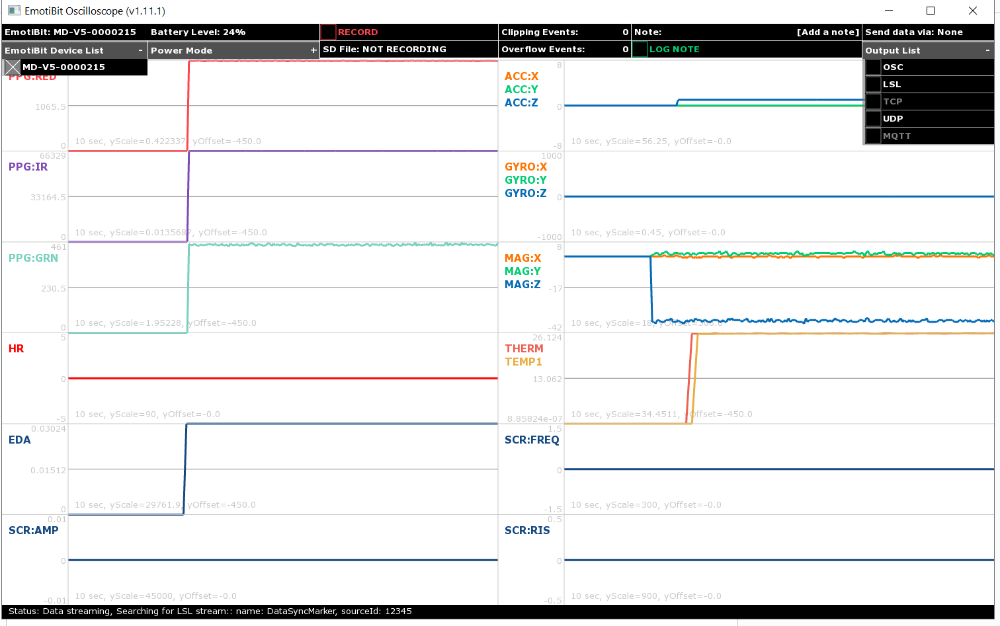 EmotiBit Oscilloscope (v1.11.1)
EmotiBit: MD-V5-0000215
Battery Level: 24%
RECORD
Clipping Events: 0
Note: [Add a note]
Send data via: None
EmotiBit Device List -
Power Mode +
SD File: NOT RECORDING
Overflow Events: 0
LOG NOTE
Output List -
MD-V5-0000215
OSC
LSL
TCP
UDP
MQTT
PPG:RED
1065.5
0
10 sec, yScale=0.422337, yOffset=-450.0
ACC:X
ACC:Y
ACC:Z
8
0
-8
10 sec, yScale=56.25, yOffset=-0.0
PPG:IR
66329
33164.5
0
10 sec, yScale=0.0135687, yOffset=-450.0
GYRO:X
GYRO:Y
GYRO:Z
1000
0
-1000
10 sec, yScale=0.45, yOffset=-0.0
PPG:GRN
461
230.5
0
10 sec, yScale=1.95228, yOffset=-450.0
MAG:X
MAG:Y
MAG:Z
8
-17
-42
10 sec, yScale=18, yOffset=306.0
HR
5
0
-5
10 sec, yScale=90, yOffset=-0.0
THERM
TEMP1
26.124
13.062
8.85824e-07
10 sec, yScale=34.4511, yOffset=-450.0
EDA
0.03024
0.01512
0
10 sec, yScale=29761.9, yOffset=-450.0
SCR:FREQ
1.5
0
-1.5
10 sec, yScale=300, yOffset=-0.0
SCR:AMP
0.01
0
-0.01
10 sec, yScale=45000, yOffset=-0.0
SCR:RIS
0.5
0
-0.5
10 sec, yScale=900, yOffset=-0.0
Status: Data streaming, Searching for LSL stream:: name: DataSyncMarker, sourceId: 12345